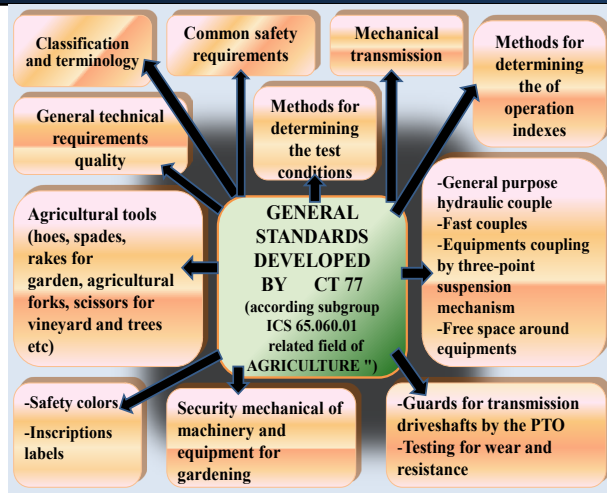 Classification
and terminology
Common safety
requirements
Mechanical
transmission
Methods for
determining
the of
operation
indexes
General technical
requirements
quality
Methods for
determining
the test
conditions
Agricultural tools
(hoes, spades,
rakes for
garden, agricultural
forks, scissors for
vineyard and trees
etc)
GENERAL
STANDARDS
DEVELOPED
BY CT 77
(according subgroup
ICS 65.060.01
related field of
AGRICULTURE ")
-General purpose
hydraulic couple
-Fast couples
-Equipments coupling
by three-point
suspension
mechanism
-Free space around
equipments
-Safety colors
-Inscriptions
labels
Security mechanical of
machinery and
equipment for
gardening
-Guards for transmission
driveshafts by the PTO
-Testing for wear and
resistance